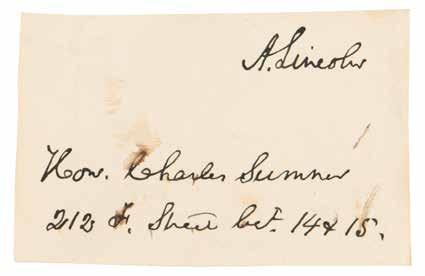 A. Lincoln
Hon. Charles Sumner
212 F. Street bet. 14 & 15.